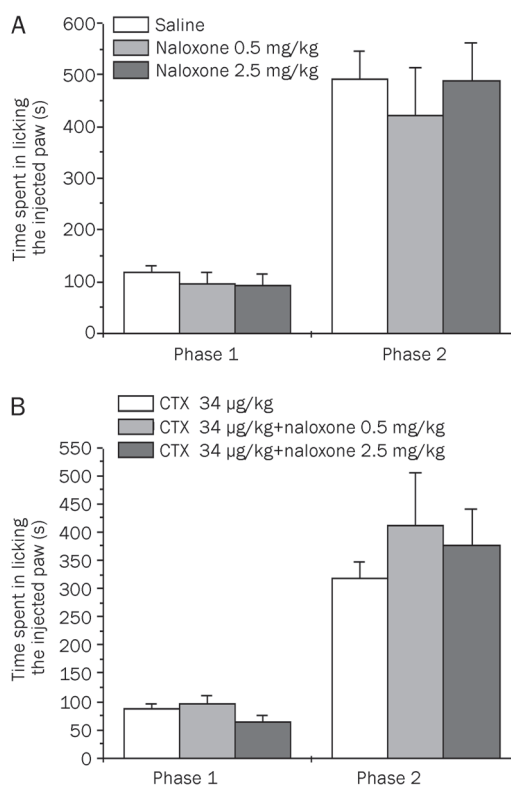 A
Saline
Naloxone 0.5 mg/kg
Naloxone 2.5 mg/kg
Time spent in licking
the injected paw (s)
600
500
400
300
200
100
0
Phase 1 Phase 2
B
CTX 34 µg/kg
CTX 34 µg/kg+naloxone 0.5 mg/kg
CTX 34 µg/kg+naloxone 2.5 mg/kg
Time spent in licking
the injected paw (s)
550
500
450
400
350
300
250
200
150
100
50
0
Phase 1 Phase 2